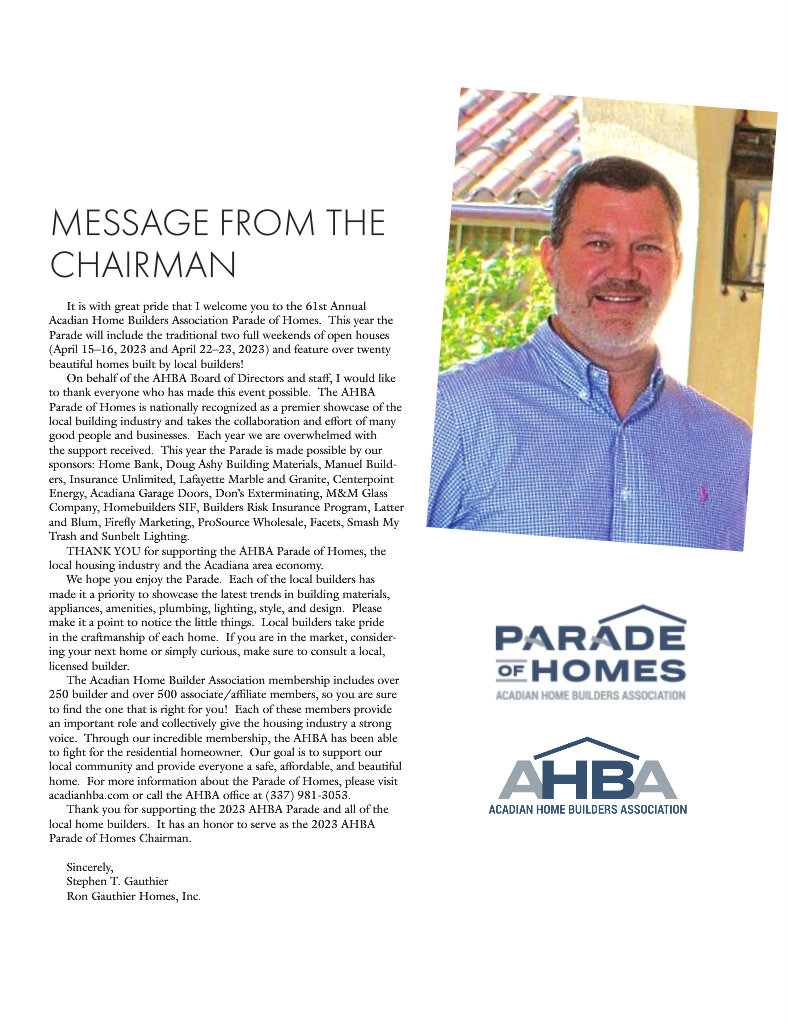 MESSAGE FROM THE
CHAIRMAN
It is with great pride that I welcome you to the 61st Annual
Acadian Home Builders Association Parade of Homes.  This year the
Parade will include the traditional two full weekends of open houses
(April 15–16, 2023 and April 22–23, 2023) and feature over twenty
beautiful homes built by local builders!
On behalf of the AHBA Board of Directors and staff, I would like
to thank everyone who has made this event possible.  The AHBA
Parade of Homes is nationally recognized as a premier showcase of the
local building industry and takes the collaboration and effort of many
good people and businesses.  Each year we are overwhelmed with
the support received.  This year the Parade is made possible by our
sponsors: Home Bank, Doug Ashy Building Materials, Manuel Build-
ers, Insurance Unlimited, Lafayette Marble and Granite, Centerpoint
Energy, Acadiana Garage Doors, Don’s Exterminating, M&M Glass
Company, Homebuilders SIF, Builders Risk Insurance Program, Latter
and Blum, Firefly Marketing, ProSource Wholesale, Facets, Smash My
Trash and Sunbelt Lighting.
THANK YOU for supporting the AHBA Parade of Homes, the
local housing industry and the Acadiana area economy.
We hope you enjoy the Parade.  Each of the local builders has
made it a priority to showcase the latest trends in building materials,
appliances, amenities, plumbing, lighting, style, and design.  Please
make it a point to notice the little things.  Local builders take pride
in the craftmanship of each home.  If you are in the market, consider-
ing your next home or simply curious, make sure to consult a local,
licensed builder.
The Acadian Home Builder Association membership includes over
250 builder and over 500 associate/affiliate members, so you are sure
to find the one that is right for you!  Each of these members provide
an important role and collectively give the housing industry a strong
voice.  Through our incredible membership, the AHBA has been able
to fight for the residential homeowner.  Our goal is to support our
local community and provide everyone a safe, affordable, and beautiful
home.  For more information about the Parade of Homes, please visit
acadianhba.com or call the AHBA office at (337) 981-3053.
Thank you for supporting the 2023 AHBA Parade and all of the
local home builders.  It has an honor to serve as the 2023 AHBA
Parade of Homes Chairman.
Sincerely,
Stephen T. Gauthier
Ron Gauthier Homes, Inc.
PARADE
OF HOMES
ACADIAN HOME BUILDERS ASSOCIATION
AHBA
ACADIAN HOME BUILDERS ASSOCIATION